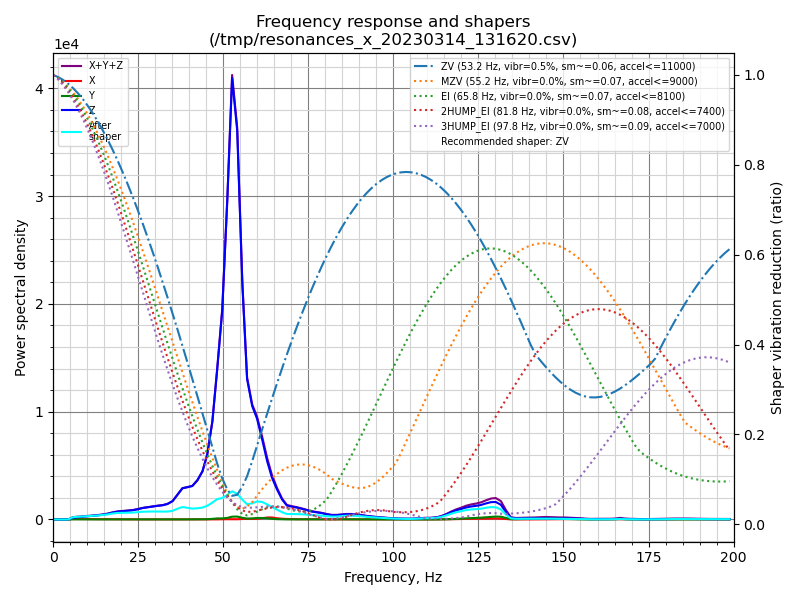 Frequency response and shapers
(/tmp/resonances_x_20230314_131620.csv)
1e4
X+Y+Z
X
Y
Z
After
shaper
ZV (53.2 Hz, vibr=0.5%, sm~=0.06, accel<=11000)
MZV (55.2 Hz, vibr=0.0%, sm~=0.07, accel<=9000)
EI (65.8 Hz, vibr=0.0%, sm~=0.07, accel<=8100)
2HUMP_EI (81.8 Hz, vibr=0.0%, sm~=0.08, accel<=7400)
3HUMP_EI (97.8 Hz, vibr=0.0%, sm~=0.09, accel<=7000)
Recommended shaper: ZV
Power spectral density
4
3
2
1
0
1.0
0.8
0.6
0.4
0.2
0.0
Shaper vibration reduction (ratio)
0 25 50 75 100 125 150 175 200
Frequency, Hz